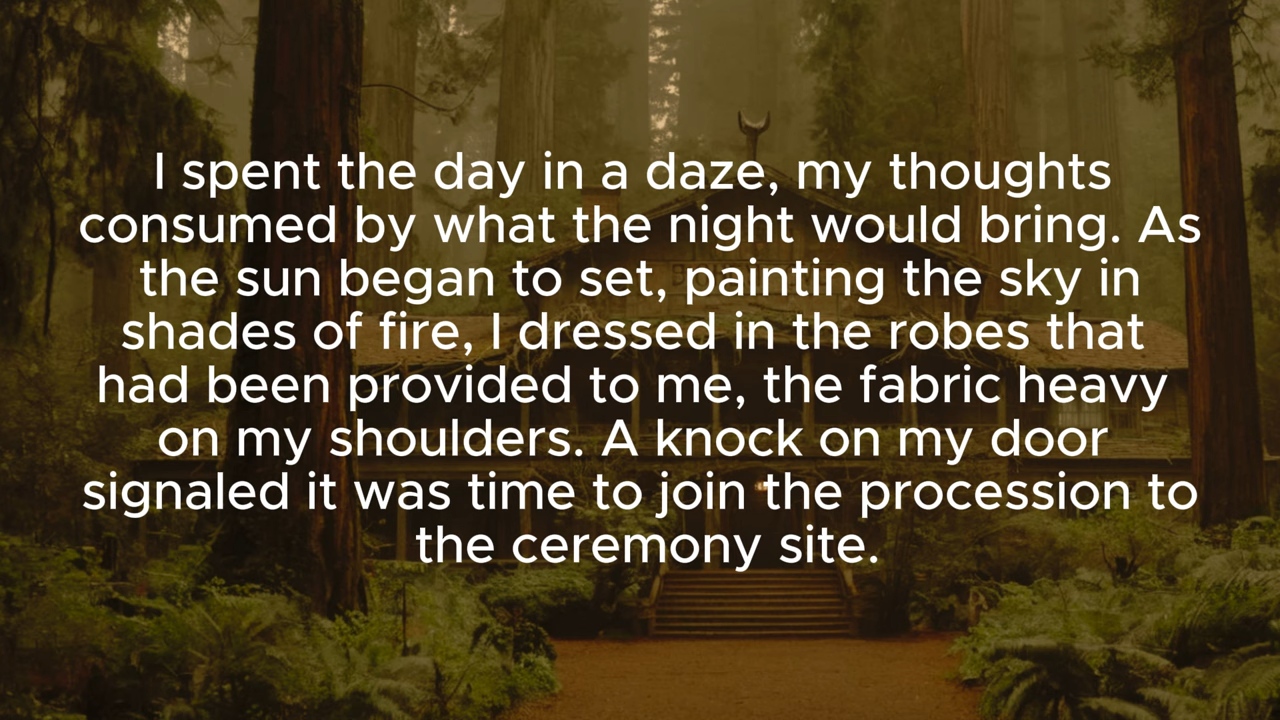 I spent the day in a daze, my thoughts
consumed by what the night would bring. As
the sun began to set, painting the sky in
shades of fire, I dressed in the robes that
had been provided to me, the fabric heavy
on my shoulders. A knock on my door
signaled it was time to join the procession to
the ceremony site.